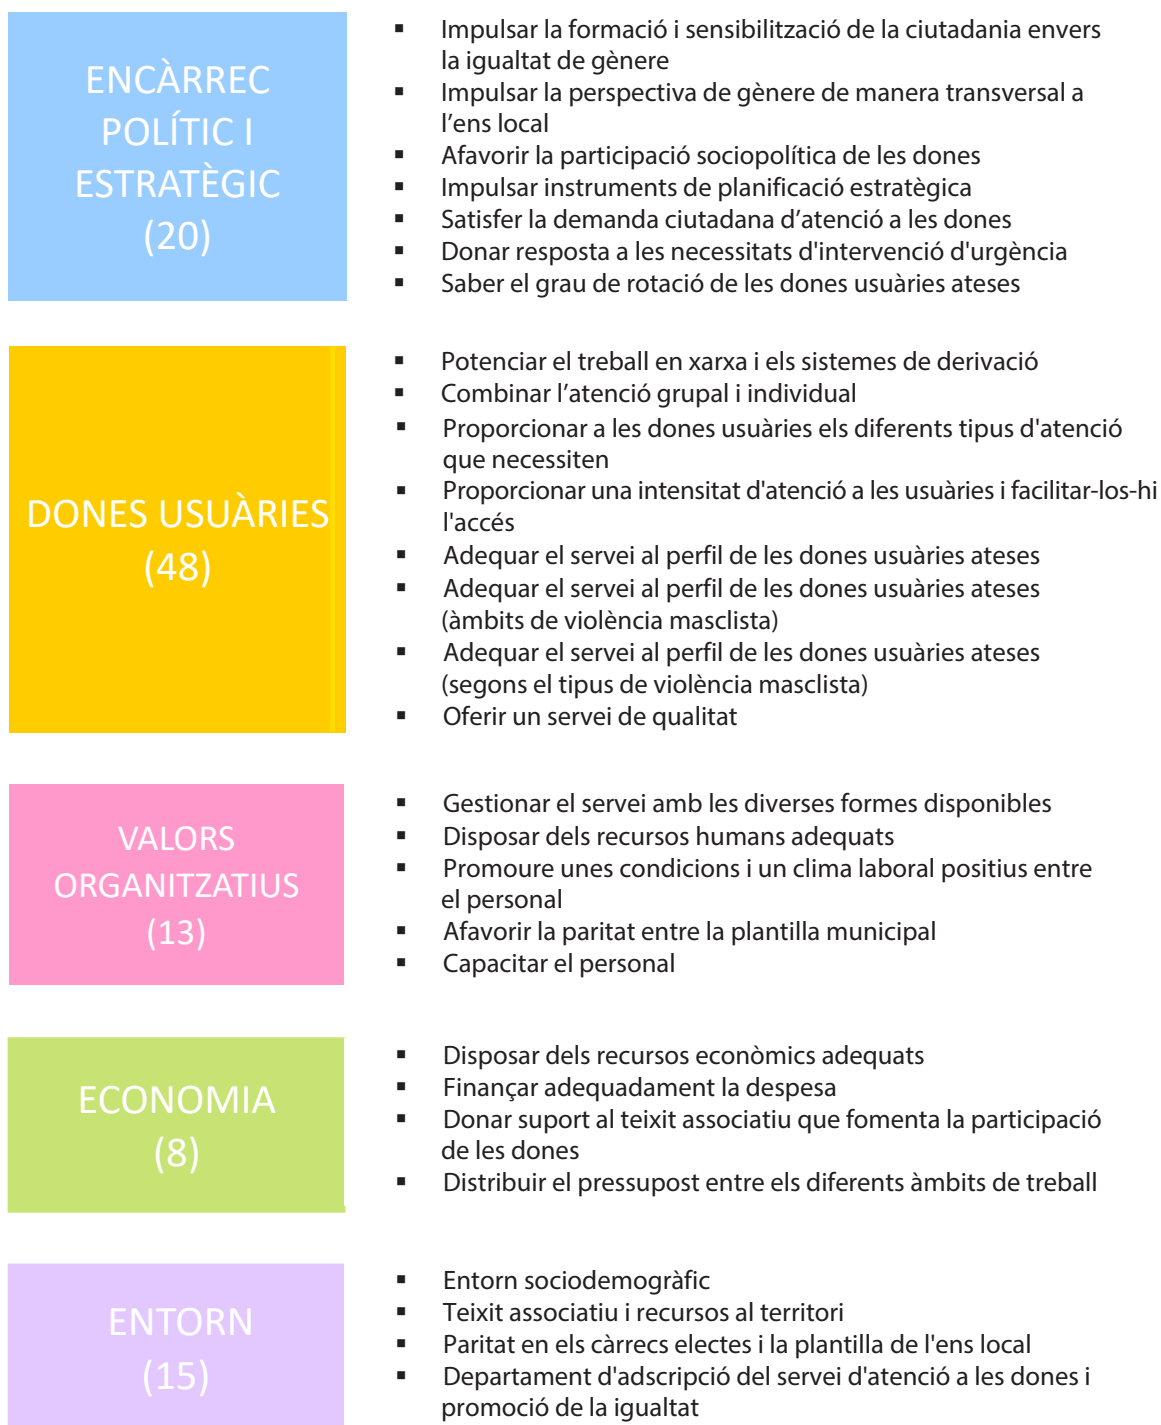 ENCÀRREC
POLÍTIC I
ESTRATÈGIC
(20)
▪ Impulsar la formació i sensibilització de la ciutadania envers
la igualtat de gènere
▪ Impulsar la perspectiva de gènere de manera transversal a
l’ens local
▪ Afavorir la participació sociopolítica de les dones
▪ Impulsar instruments de planificació estratègica
▪ Satisfer la demanda ciutadana d’atenció a les dones
▪ Donar resposta a les necessitats d'intervenció d'urgència
▪ Saber el grau de rotació de les dones usuàries ateses
DONES USUÀRIES
(48)
▪ Potenciar el treball en xarxa i els sistemes de derivació
▪ Combinar l’atenció grupal i individual
▪ Proporcionar a les dones usuàries els diferents tipus d'atenció
que necessiten
▪ Proporcionar una intensitat d'atenció a les usuàries i facilitar-los-hi
l'accés
▪ Adequar el servei al perfil de les dones usuàries ateses
▪ Adequar el servei al perfil de les dones usuàries ateses
(àmbits de violència masclista)
▪ Adequar el servei al perfil de les dones usuàries ateses
(segons el tipus de violència masclista)
▪ Oferir un servei de qualitat
VALORS
ORGANITZATIUS
(13)
▪ Gestionar el servei amb les diverses formes disponibles
▪ Disposar dels recursos humans adequats
▪ Promoure unes condicions i un clima laboral positius entre
el personal
▪ Afavorir la paritat entre la plantilla municipal
▪ Capacitar el personal
ECONOMIA
(8)
▪ Disposar dels recursos econòmics adequats
▪ Finançar adequadament la despesa
▪ Donar suport al teixit associatiu que fomenta la participació
de les dones
▪ Distribuir el pressupost entre els diferents àmbits de treball
ENTORN
(15)
▪ Entorn sociodemogràfic
▪ Teixit associatiu i recursos al territori
▪ Paritat en els càrrecs electes i la plantilla de l'ens local
▪ Departament d'adscripció del servei d'atenció a les dones i
promoció de la igualtat